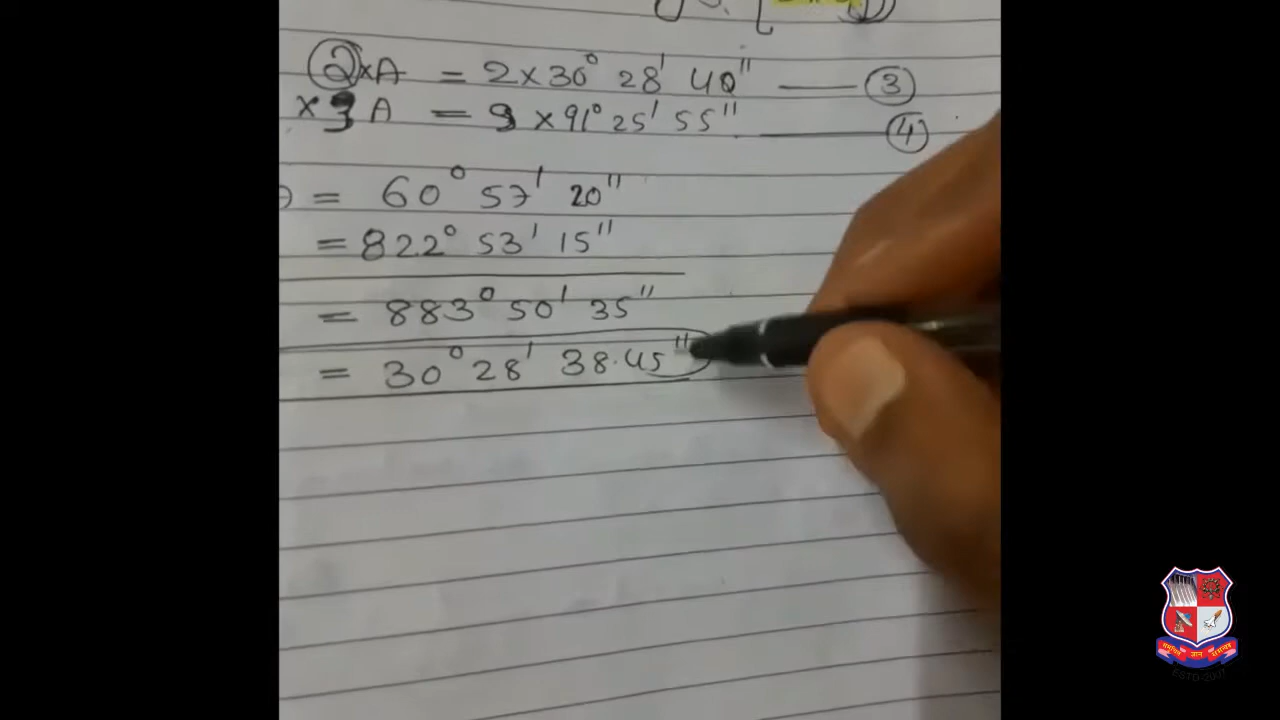 2 x A = 2 x 30° 28' 40" —— 3
x 3 A = 9 x 91° 25' 55" —— 4
= 60° 57' 20"
= 822° 53' 15"
= 883° 50' 35"
= 30° 28' 38.45"